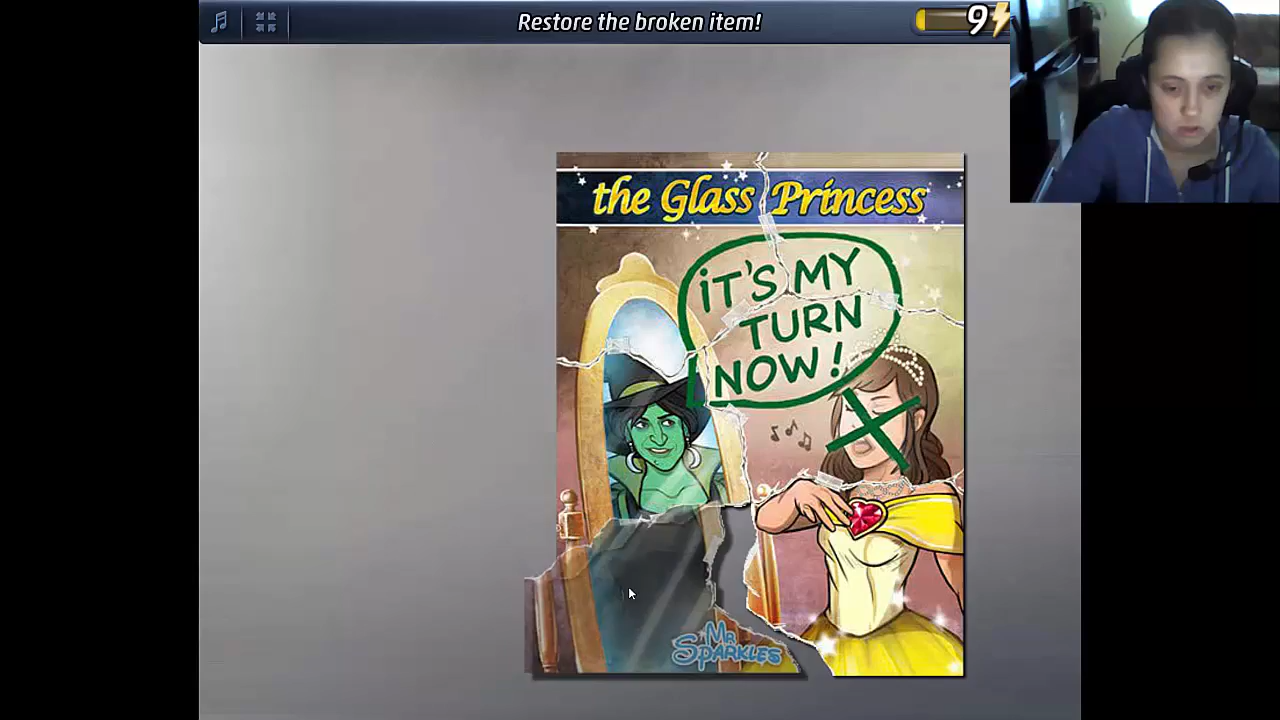 Restore the broken item!
9
the Glass Princess
iT'S MY
TURN
NOW!
MR
SPARKLES